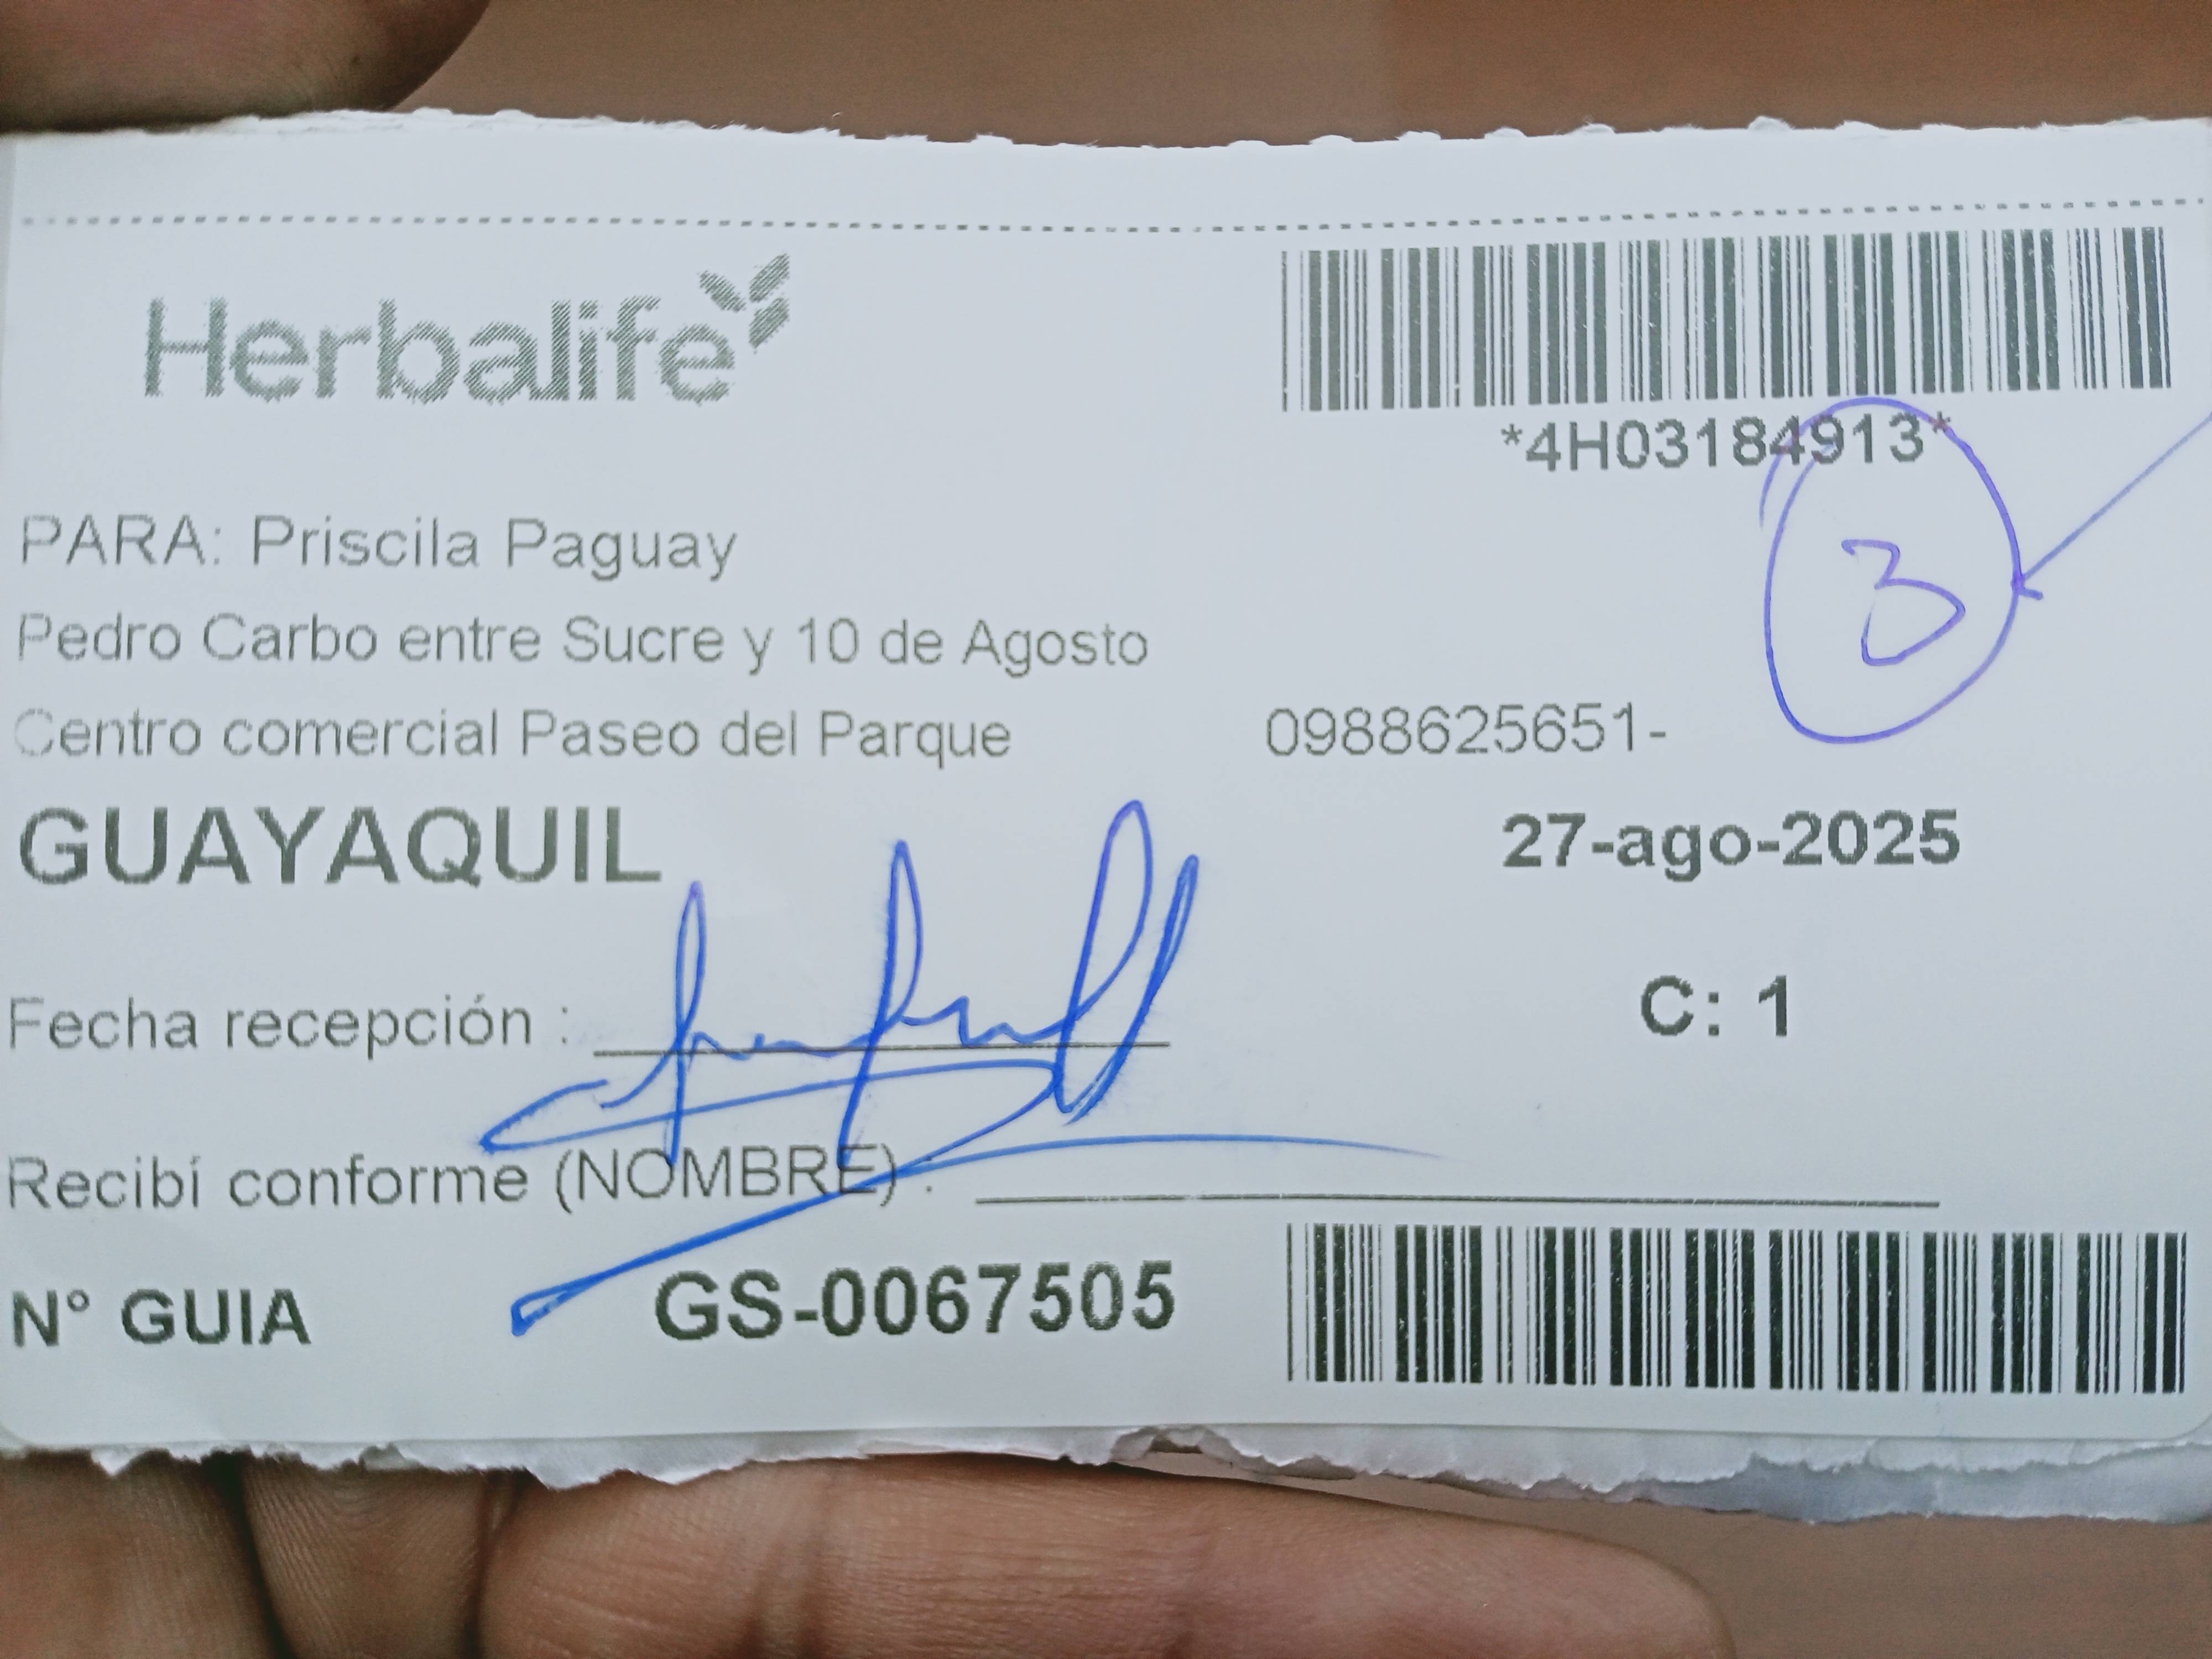 Herbalife
*4H03184913*
3
PARA: Priscila Paguay
Pedro Carbo entre Sucre y 10 de Agosto
Centro comercial Paseo del Parque 0988625651-
GUAYAQUIL 27-ago-2025
Fecha recepción : C: 1
Recibí conforme (NOMBRE) :
N° GUIA GS-0067505